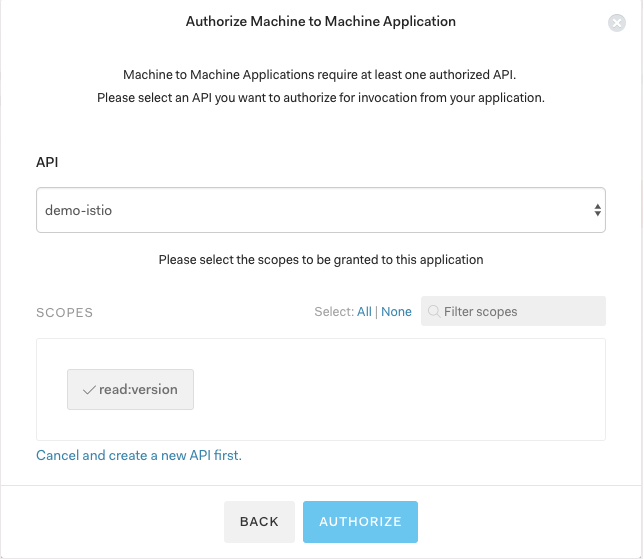 Authorize Machine to Machine Application
Machine to Machine Applications require at least one authorized API.
Please select an API you want to authorize for invocation from your application.
API
demo-istio
Please select the scopes to be granted to this application
SCOPES
Select: All | None
Filter scopes
read:version
Cancel and create a new API first.
BACK
AUTHORIZE